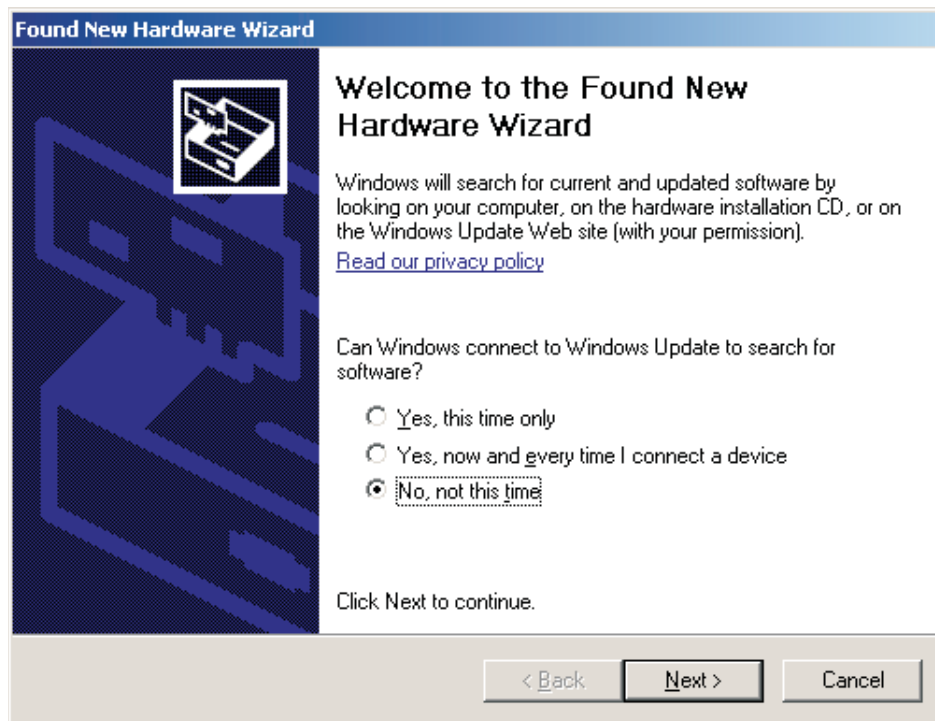 Found New Hardware Wizard
Welcome to the Found New
Hardware Wizard
Windows will search for current and updated software by
looking on your computer, on the hardware installation CD, or on
the Windows Update Web site (with your permission).
Read our privacy policy
Can Windows connect to Windows Update to search for
software?
Yes, this time only
Yes, now and every time I connect a device
No, not this time
Click Next to continue.
< Back
Next >
Cancel